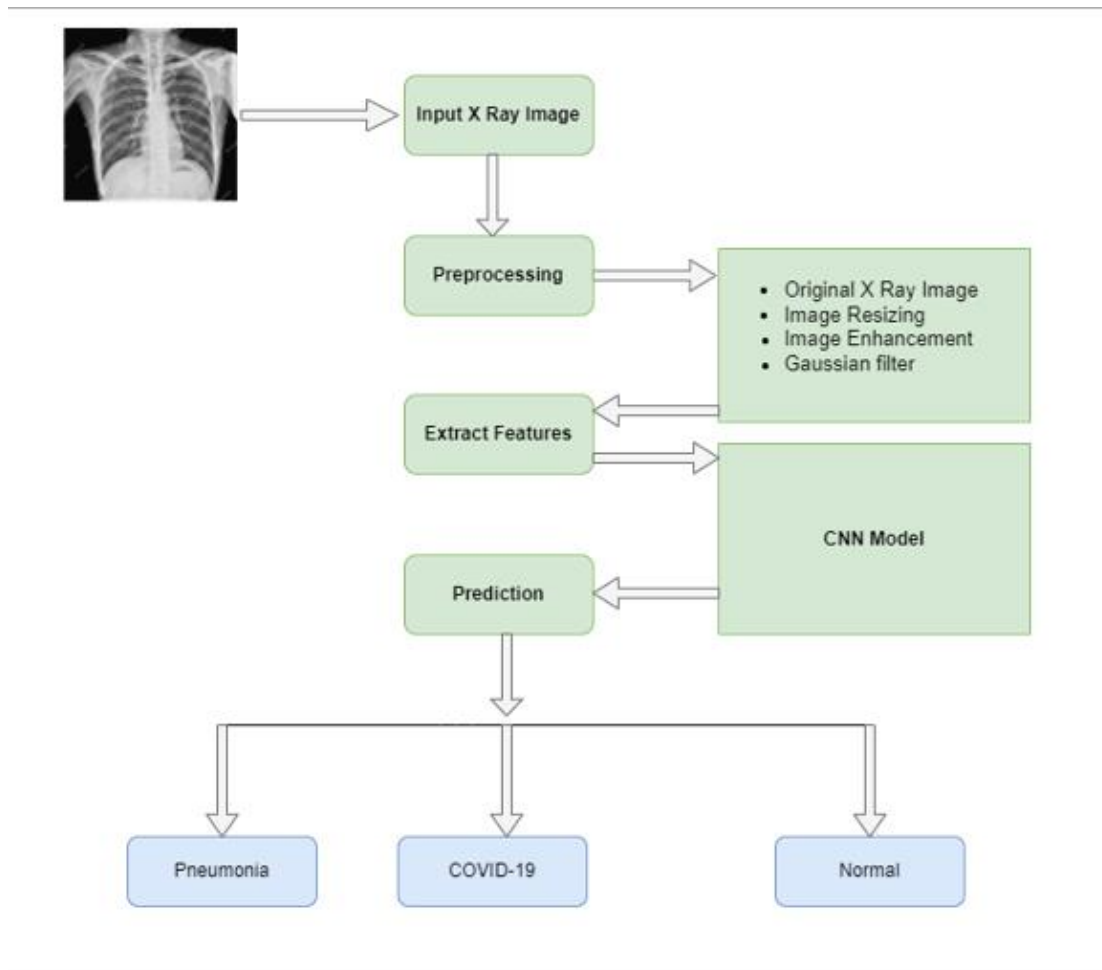 Input X Ray Image
Preprocessing
• Original X Ray Image
• Image Resizing
• Image Enhancement
• Gaussian filter
Extract Features
CNN Model
Prediction
Pneumonia
COVID-19
Normal